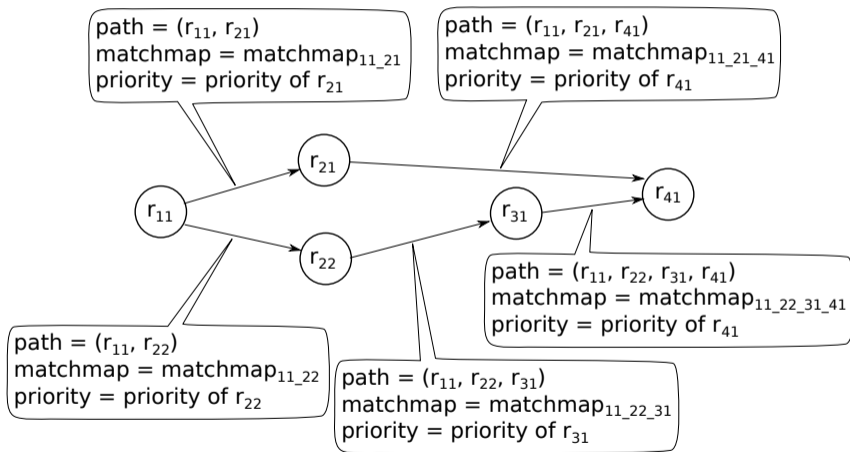 path = (r₁₁, r₂₁)
matchmap = matchmap₁₁_₂₁
priority = priority of r₂₁
path = (r₁₁, r₂₁, r₄₁)
matchmap = matchmap₁₁_₂₁_₄₁
priority = priority of r₄₁
r₂₁
r₁₁
r₄₁
r₃₁
r₂₂
path = (r₁₁, r₂₂, r₃₁, r₄₁)
matchmap = matchmap₁₁_₂₂_₃₁_₄₁
priority = priority of r₄₁
path = (r₁₁, r₂₂)
matchmap = matchmap₁₁_₂₂
priority = priority of r₂₂
path = (r₁₁, r₂₂, r₃₁)
matchmap = matchmap₁₁_₂₂_₃₁
priority = priority of r₃₁